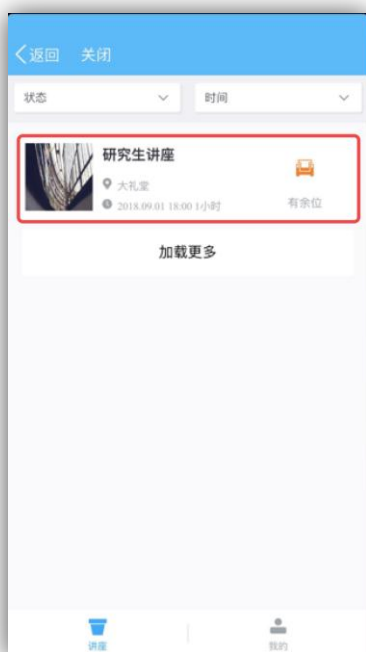 返回 关闭
状态 时间
研究生讲座
大礼堂
2018.09.01 18:00 1小时
有余位
加载更多
讲座 我的